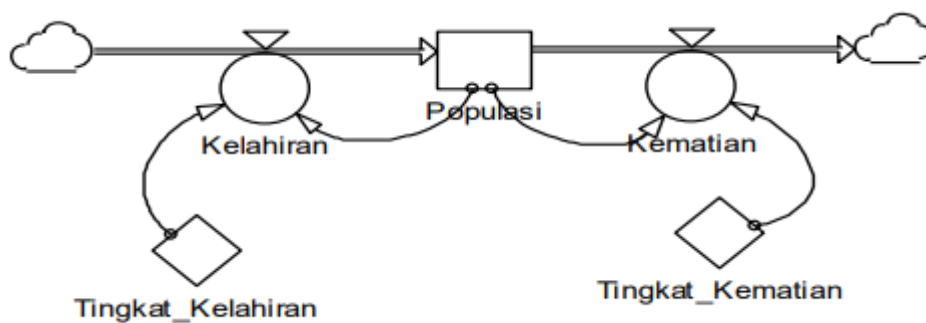 Populasi
Kelahiran
Kematian
Tingkat_Kelahiran
Tingkat_Kematian